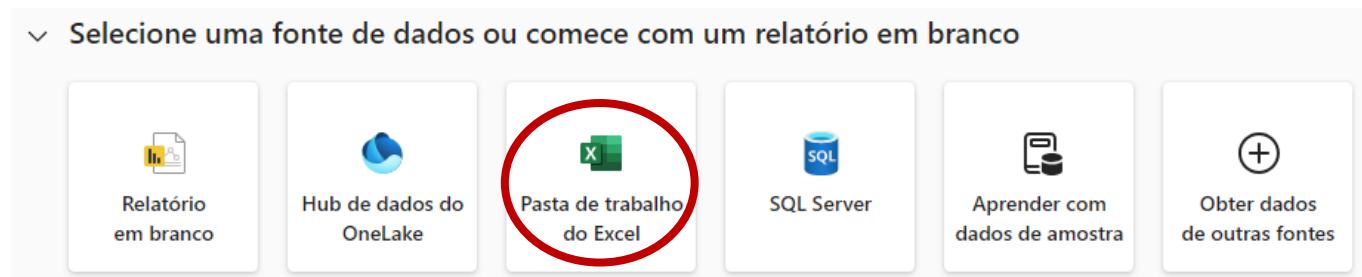 Selecione uma fonte de dados ou comece com um relatório em branco
Relatório
em branco
Hub de dados do
OneLake
X
Pasta de trabalho
do Excel
SQL
SQL Server
Aprender com
dados de amostra
Obter dados
de outras fontes